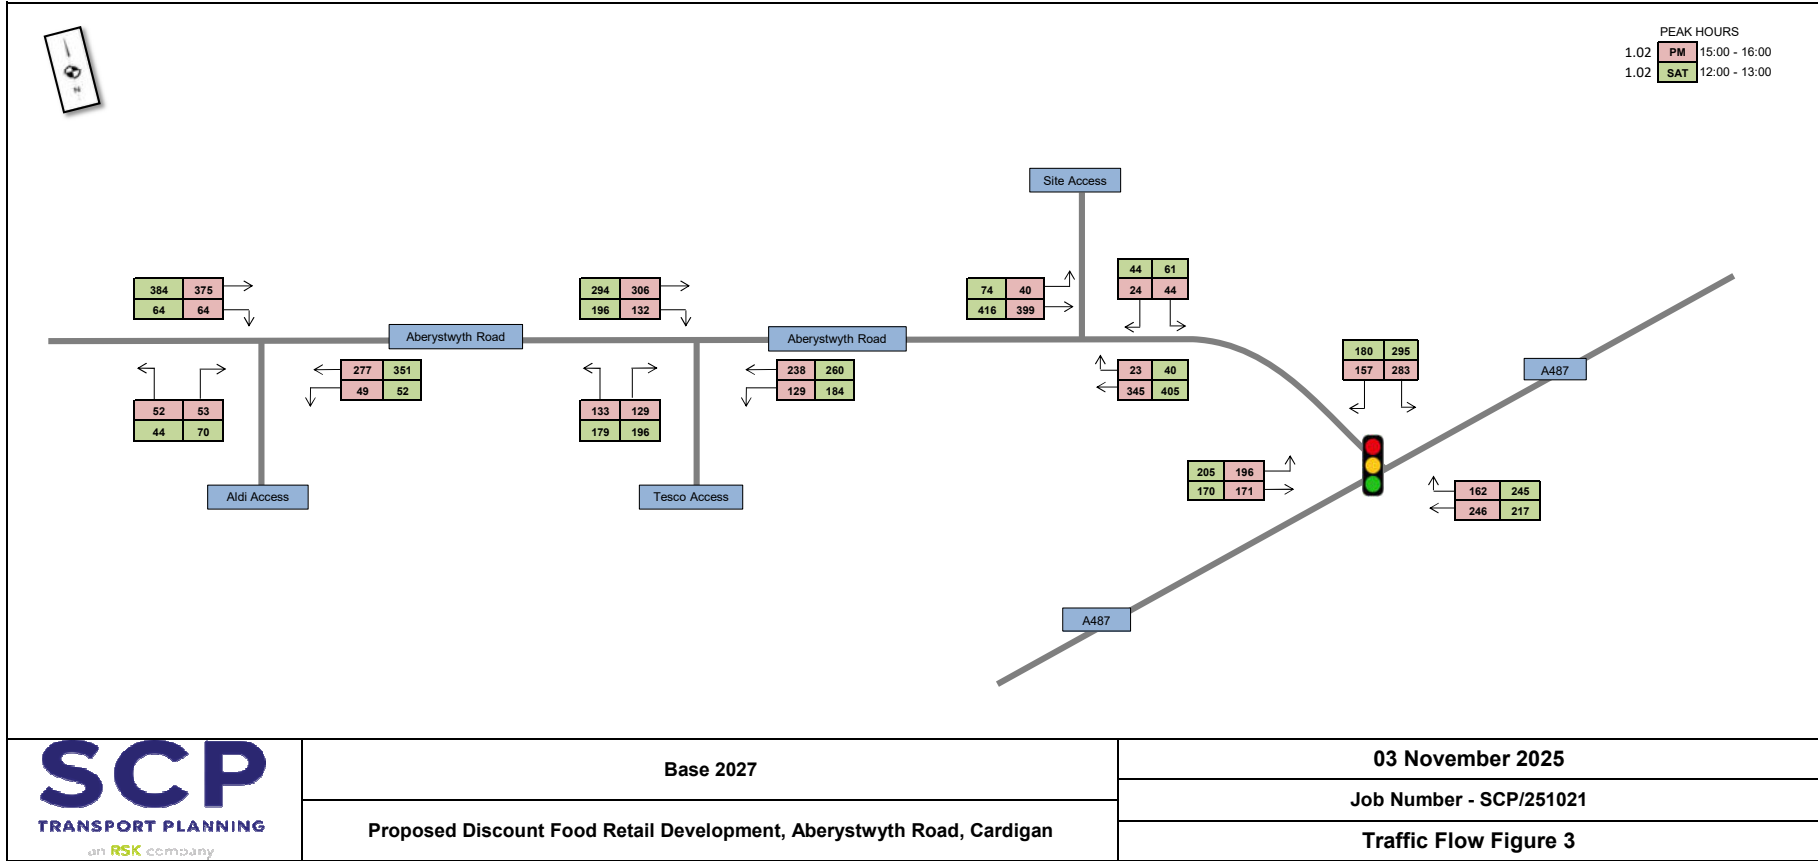 N
PEAK HOURS
1.02 PM 15:00 - 16:00
1.02 SAT 12:00 - 13:00
Site Access
44 61
24 44
384 375
64 64
294 306
196 132
74 40
416 399
Aberystwyth Road
Aberystwyth Road
277 351
49 52
238 260
129 184
23 40
345 405
180 295
157 283
A487
52 53
44 70
133 129
179 196
205 196
170 171
162 245
246 217
Aldi Access
Tesco Access
A487
SCP
TRANSPORT PLANNING
an RSK company
Base 2027
Proposed Discount Food Retail Development, Aberystwyth Road, Cardigan
03 November 2025
Job Number - SCP/251021
Traffic Flow Figure 3